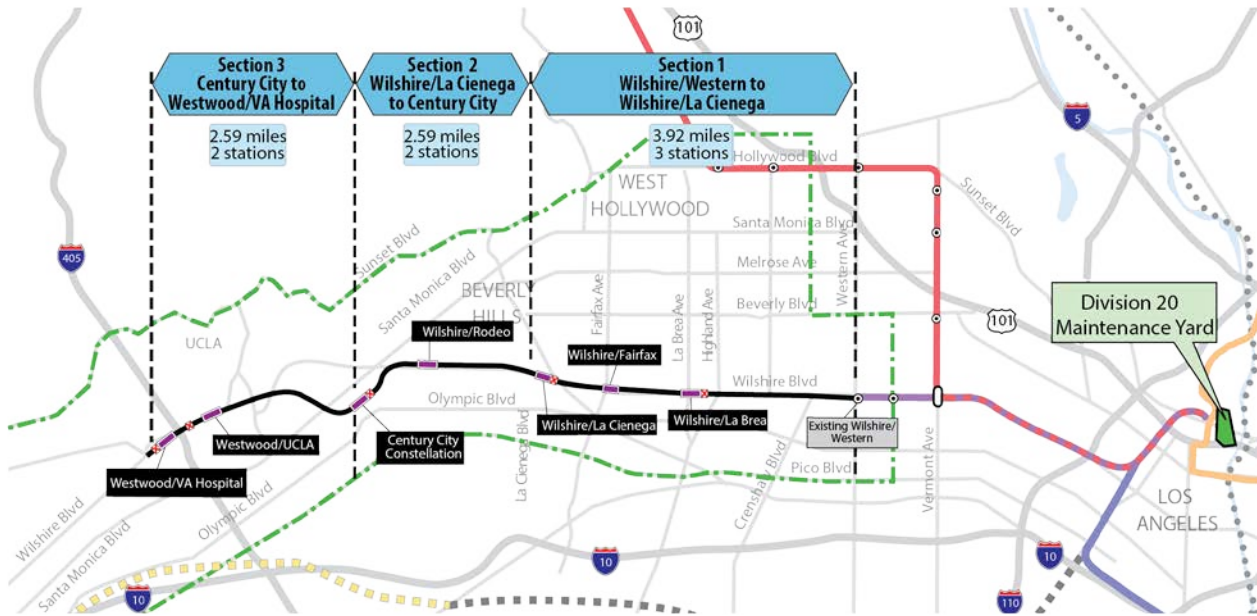 Section 3
Century City to
Westwood/VA Hospital
2.59 miles
2 stations
Section 2
Wilshire/La Cienega
to Century City
2.59 miles
2 stations
Section 1
Wilshire/Western to
Wilshire/La Cienega
3.92 miles
3 stations
101
5
Hollywood Blvd
WEST
HOLLYWOOD
Sunset Blvd
Santa Monica Blvd
Western Ave
405
Sunset Blvd
Santa Monica Blvd
Melrose Ave
BEVERLY
HILLS
Fairfax Ave
La Brea Ave
Highland Ave
Beverly Blvd
101
Division 20
Maintenance Yard
UCLA
Wilshire/Rodeo
Wilshire/Fairfax
Wilshire Blvd
Olympic Blvd
Westwood/UCLA
Century City
Constellation
La Cienega Blvd
Wilshire/La Cienega
Wilshire/La Brea
Existing Wilshire/
Western
Vermont Ave
Westwood/VA Hospital
Crenshaw Blvd
Pico Blvd
LOS
ANGELES
Wilshire Blvd
Santa Monica Blvd
Olympic Blvd
10
10
10
110